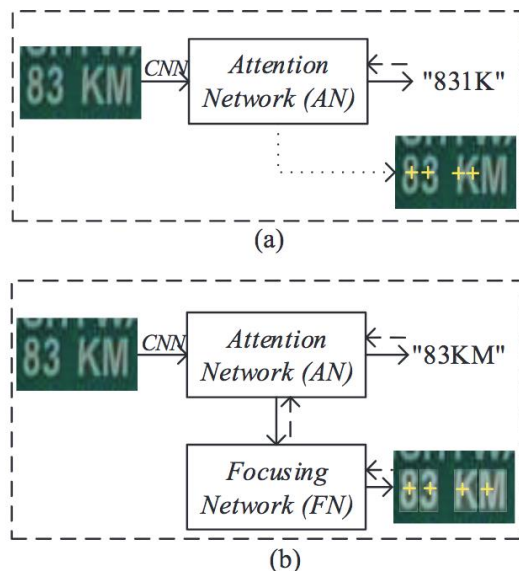 83 KM
CNN
Attention
Network (AN)
"831K"
83 KM
(a)
83 KM
CNN
Attention
Network (AN)
"83KM"
Focusing
Network (FN)
83 KM
(b)